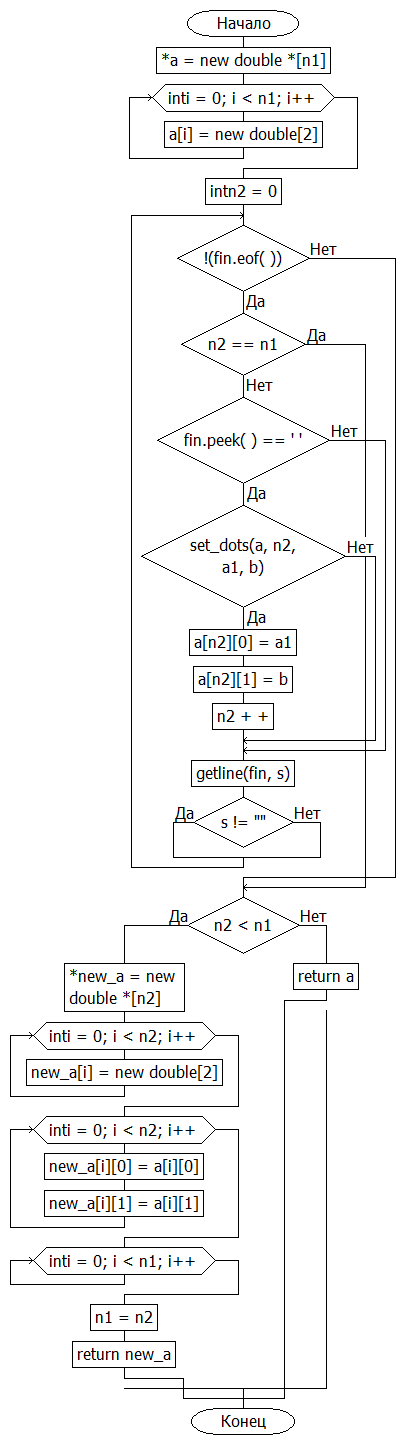 Начало
*a = new double *[n1]
inti = 0; i < n1; i++
a[i] = new double[2]
intn2 = 0
!(fin.eof( ))
Нет
Да
n2 == n1
Да
Нет
fin.peek( ) == ' '
Нет
Да
set_dots(a, n2,
a1, b)
Нет
Да
a[n2][0] = a1
a[n2][1] = b
n2 + +
getline(fin, s)
Да
s != ""
Нет
Да
n2 < n1
Нет
*new_a = new
double *[n2]
return a
inti = 0; i < n2; i++
new_a[i] = new double[2]
inti = 0; i < n2; i++
new_a[i][0] = a[i][0]
new_a[i][1] = a[i][1]
inti = 0; i < n1; i++
n1 = n2
return new_a
Конец